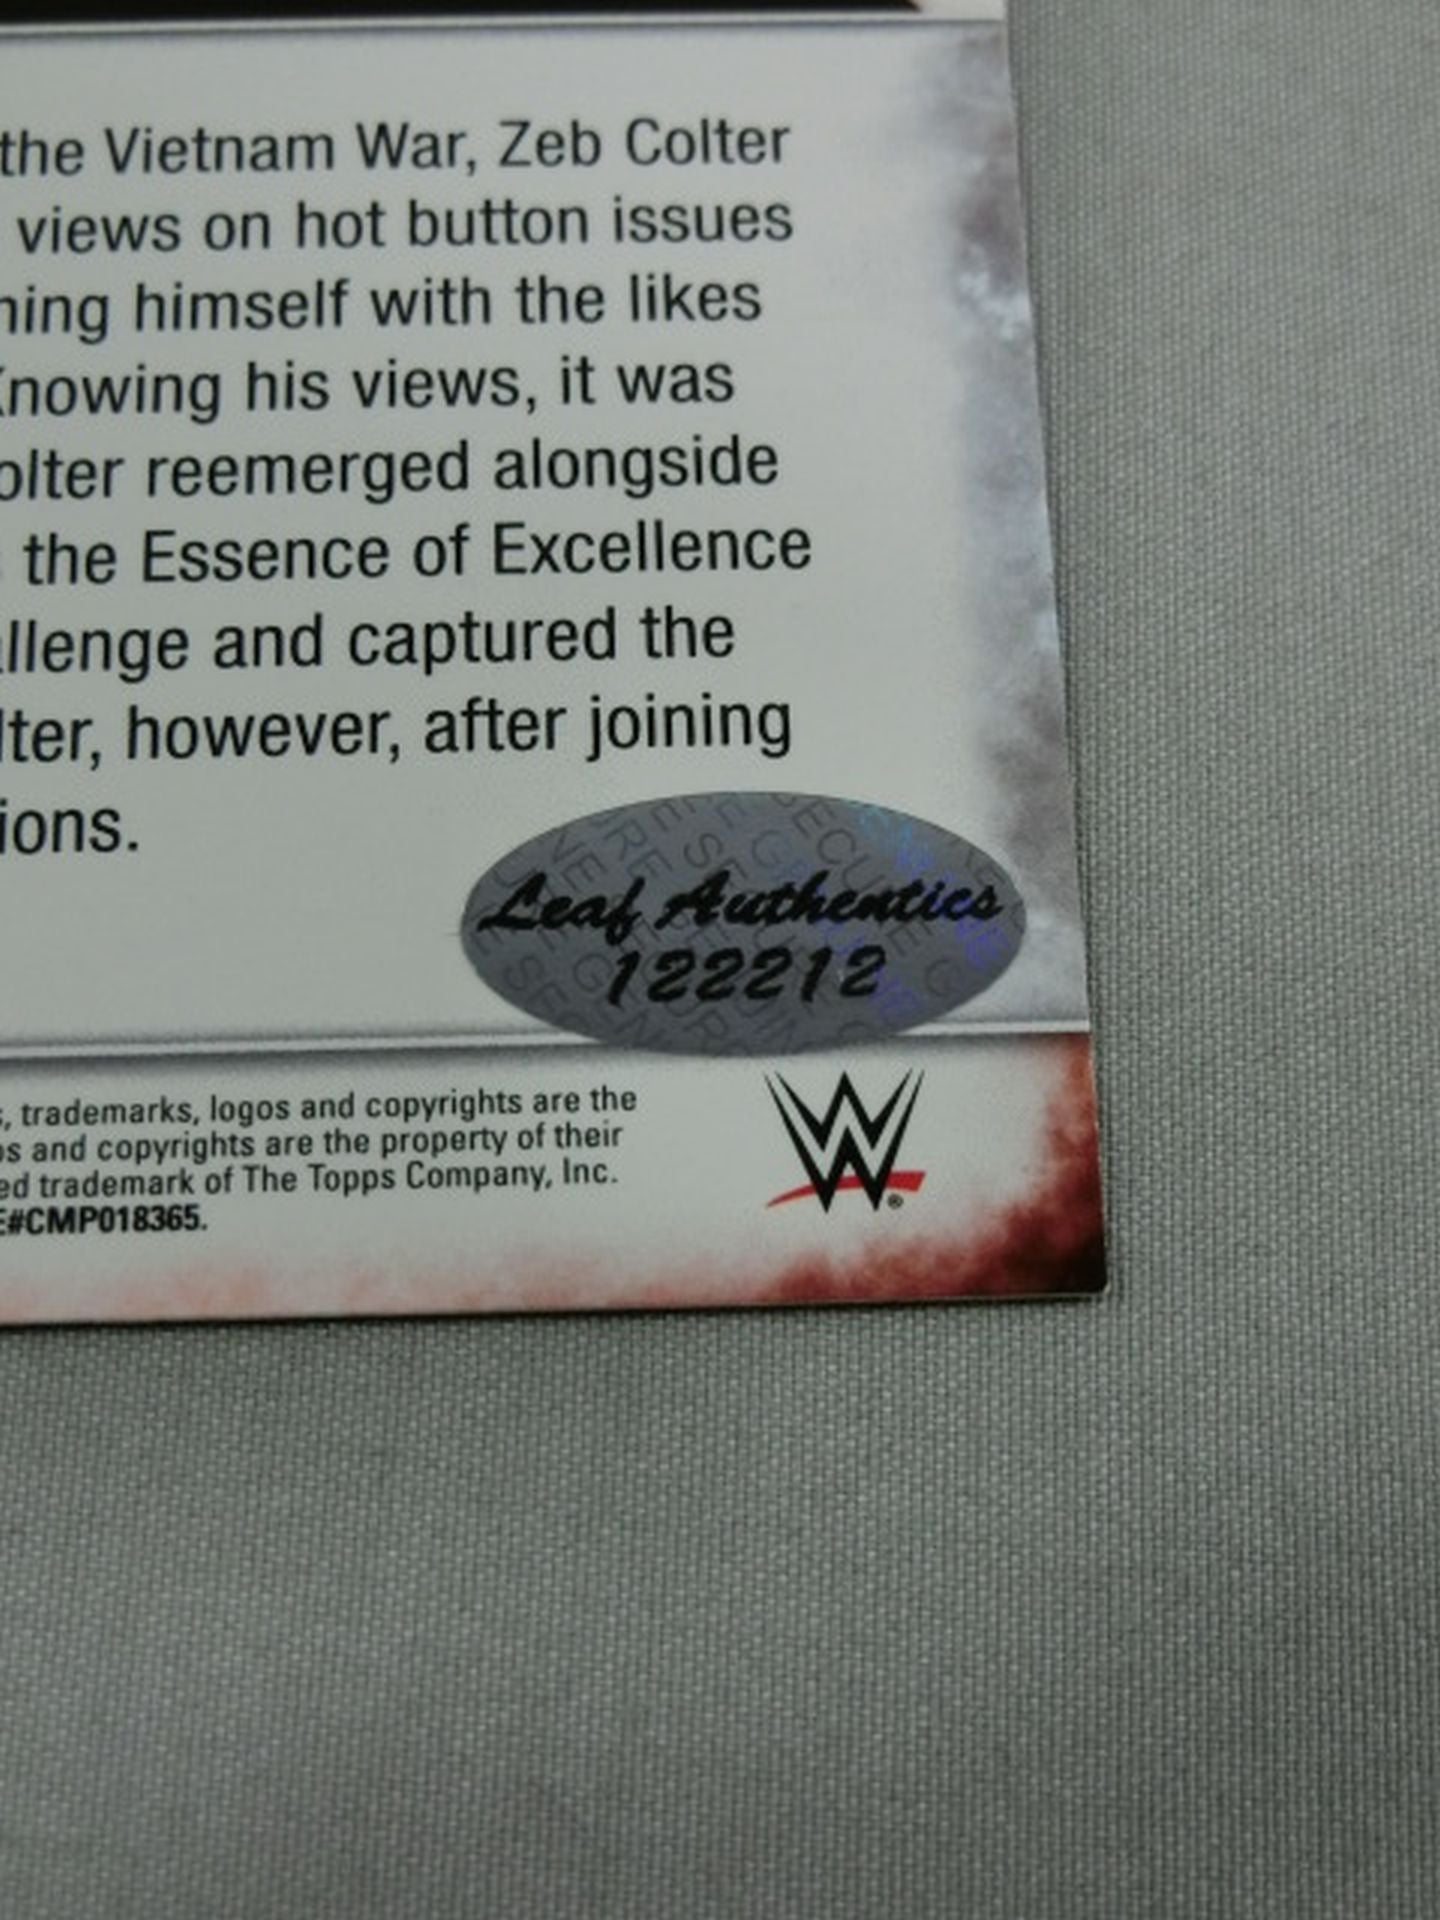 the Vietnam War, Zeb Colter
views on hot button issues
ning himself with the likes
Knowing his views, it was
olter reemerged alongside
the Essence of Excellence
allenge and captured the
lter, however, after joining
ions.
Leaf Authentics
122212
s, trademarks, logos and copyrights are the
os and copyrights are the property of their
ed trademark of The Topps Company, Inc.
E#CMP018365.
W
®